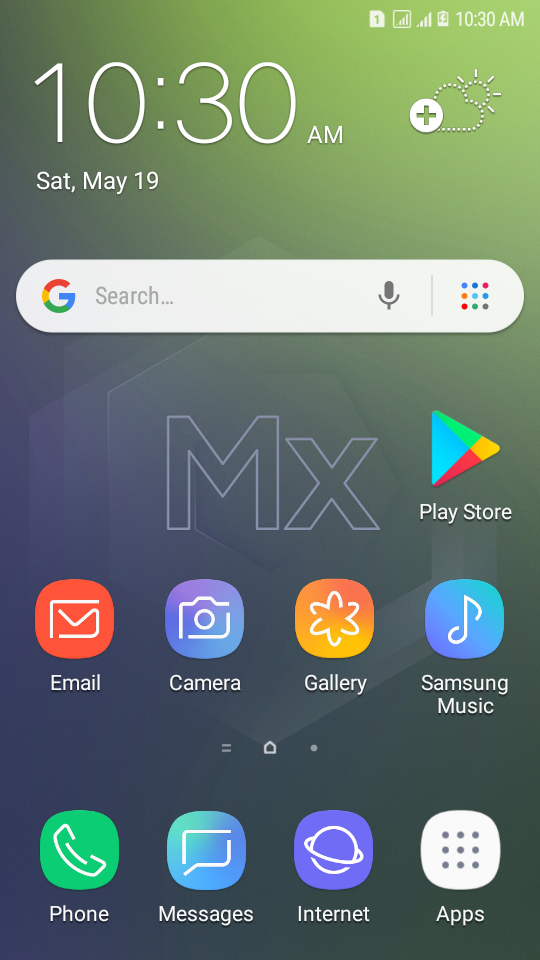 1 10:30 AM
10:30 AM
Sat, May 19
G Search...
Mx
Play Store
Email Camera Gallery Samsung
Music
Phone Messages Internet Apps